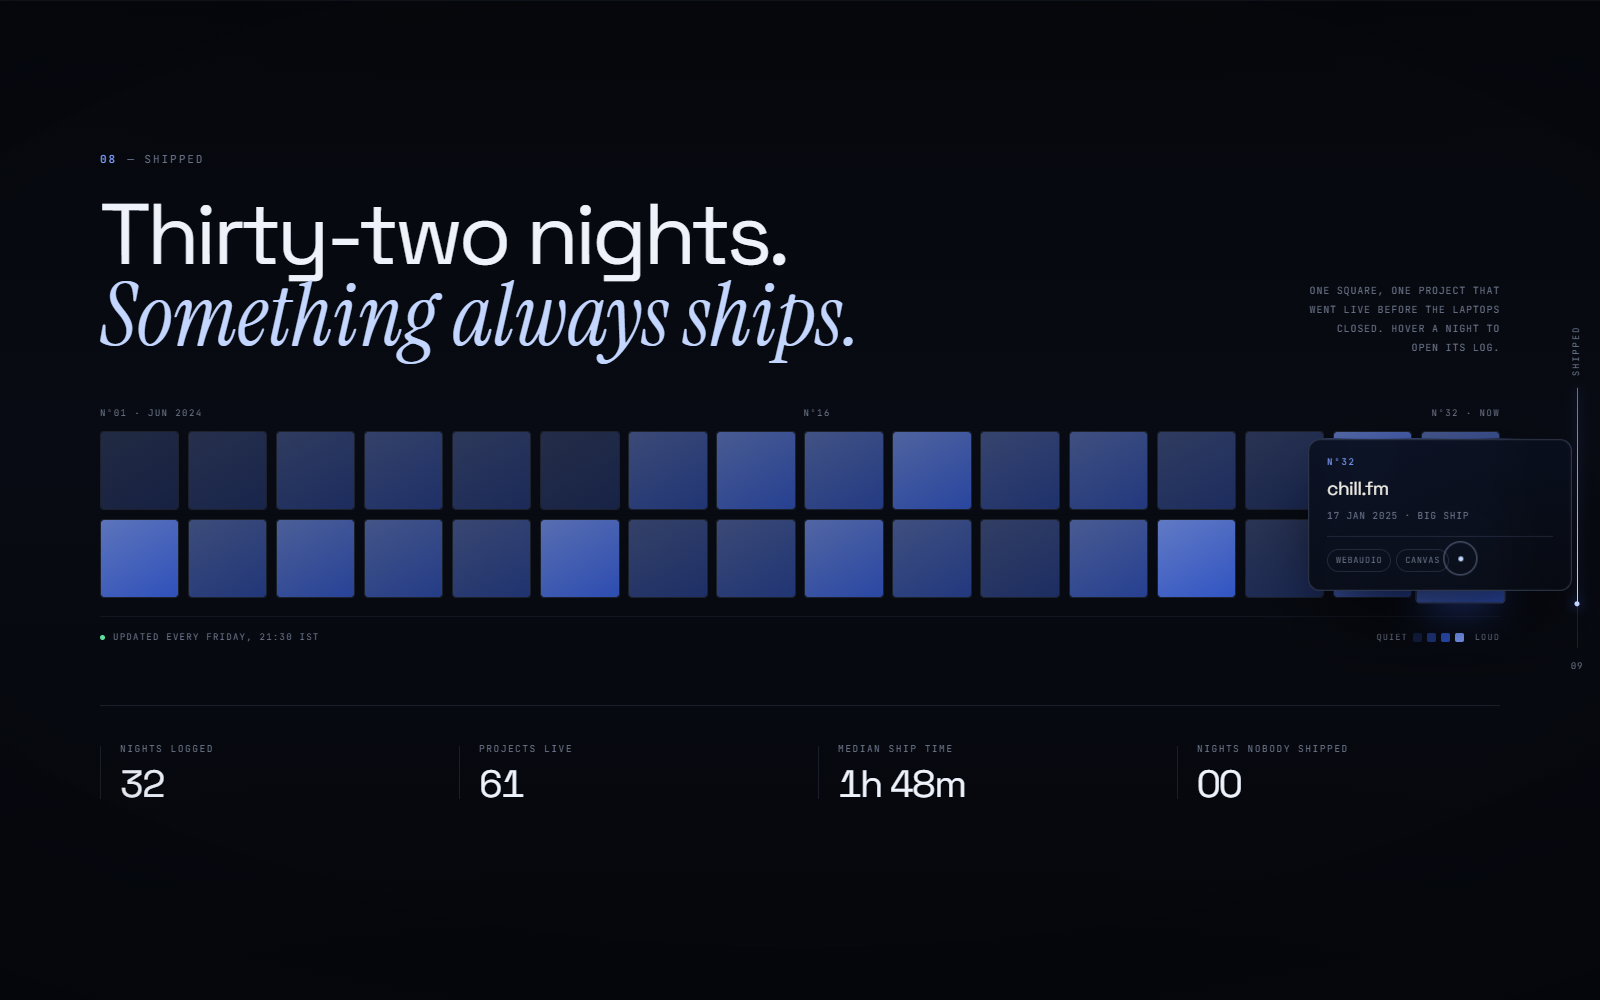 08 — SHIPPED
Thirty-two nights.
Something always ships.
ONE SQUARE, ONE PROJECT THAT
WENT LIVE BEFORE THE LAPTOPS
CLOSED. HOVER A NIGHT TO
OPEN ITS LOG.
SHIPPED
N°01 · JUN 2024
N°16
N°32 · NOW
N°32
chill.fm
17 JAN 2025 · BIG SHIP
WEBAUDIO
CANVAS
UPDATED EVERY FRIDAY, 21:30 IST
QUIET
LOUD
09
NIGHTS LOGGED
32
PROJECTS LIVE
61
MEDIAN SHIP TIME
1h 48m
NIGHTS NOBODY SHIPPED
00